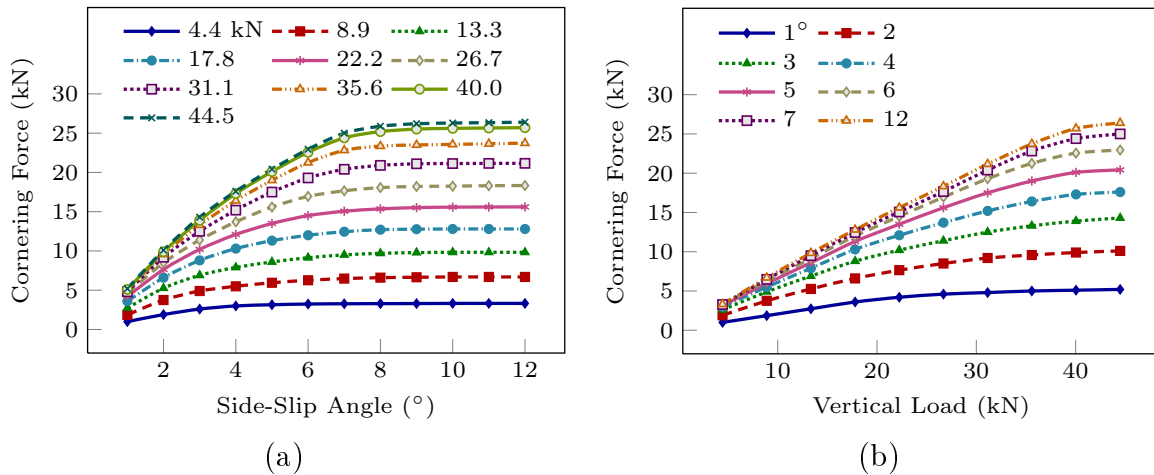 4.4 kN 8.9 13.3
17.8 22.2 26.7
31.1 35.6 40.0
44.5
30
25
20
15
10
5
0
Cornering Force (kN)
2 4 6 8 10 12
Side-Slip Angle (°)
(a)
1° 2
3 4
5 6
7 12
30
25
20
15
10
5
0
Cornering Force (kN)
10 20 30 40
Vertical Load (kN)
(b)